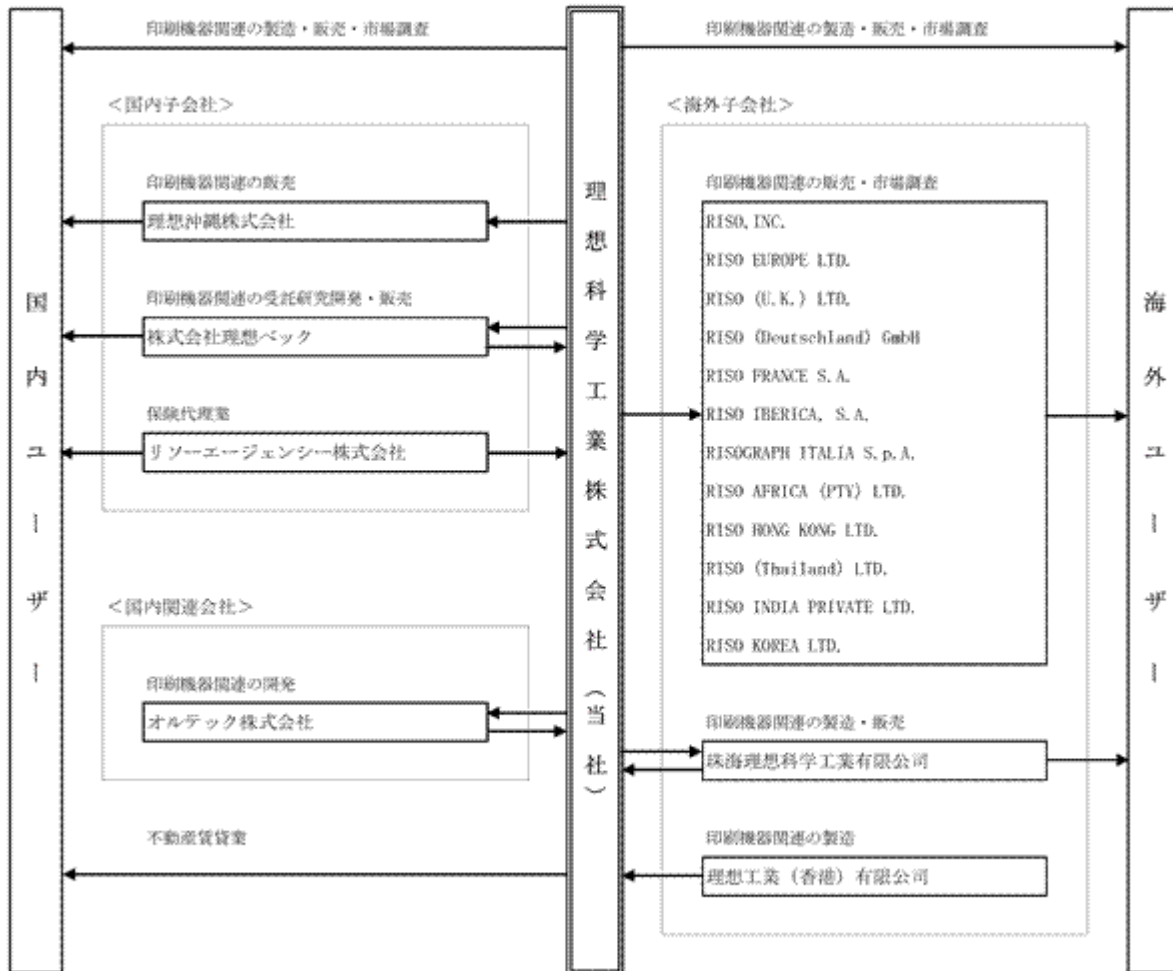 印刷機器関連の製造・販売・市場調査
印刷機器関連の製造・販売・市場調査
国内ユーザー
＜国内子会社＞
印刷機器関連の販売
理想沖縄株式会社
印刷機器関連の受託研究開発・販売
株式会社理想ベック
保険代理業
リソーエージェンシー株式会社
＜国内関連会社＞
印刷機器関連の開発
オルテック株式会社
不動産賃貸業
理想科学工業株式会社（当社）
＜海外子会社＞
印刷機器関連の販売・市場調査
RISO,INC.
RISO EUROPE LTD.
RISO (U.K.) LTD.
RISO (Deutschland) GmbH
RISO FRANCE S.A.
RISO IBERICA, S.A.
RISOGRAPH ITALIA S.p.A.
RISO AFRICA (PTY) LTD.
RISO HONG KONG LTD.
RISO (Thailand) LTD.
RISO INDIA PRIVATE LTD.
RISO KOREA LTD.
印刷機器関連の製造・販売
珠海理想科学工業有限公司
印刷機器関連の製造
理想工業（香港）有限公司
海外ユーザー